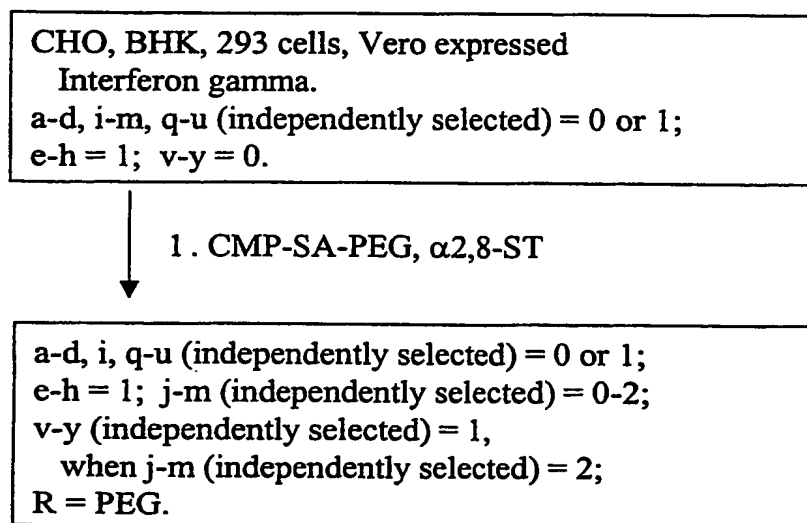 CHO, BHK, 293 cells, Vero expressed
Interferon gamma.
a-d, i-m, q-u (independently selected) = 0 or 1;
e-h = 1; v-y = 0.
1. CMP-SA-PEG, α2,8-ST
a-d, i, q-u (independently selected) = 0 or 1;
e-h = 1; j-m (independently selected) = 0-2;
v-y (independently selected) = 1,
when j-m (independently selected) = 2;
R = PEG.